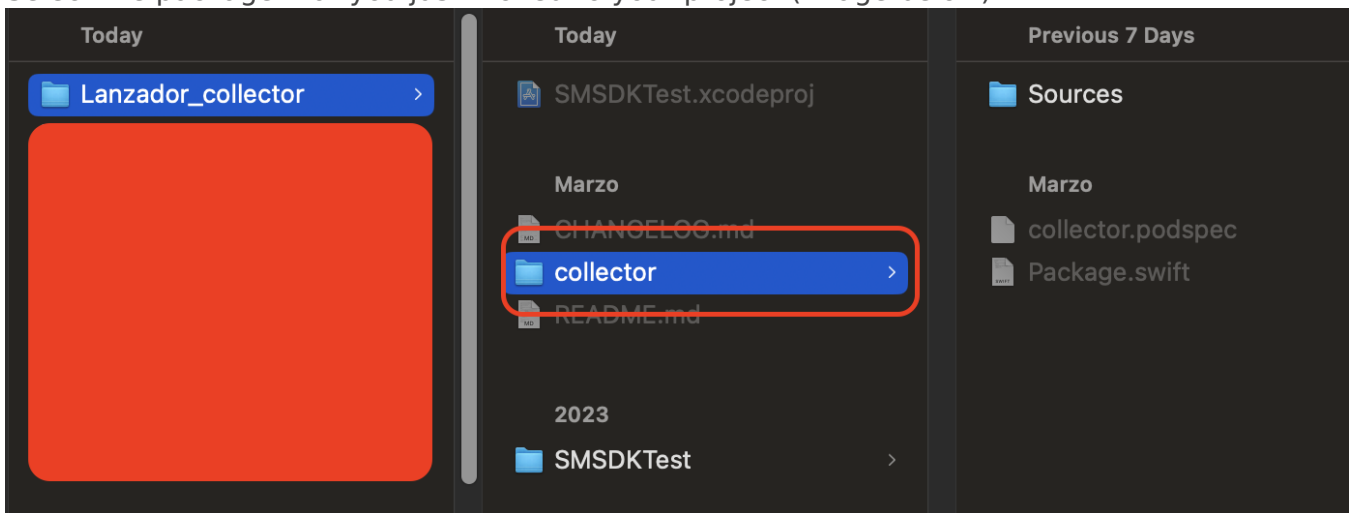 Today
Lanzador_collector
Today
SMSDKTest.xcodeproj
Marzo
CHANGELOG.md
collector
README.md
2023
SMSDKTest
Previous 7 Days
Sources
Marzo
collector.podspec
Package.swift